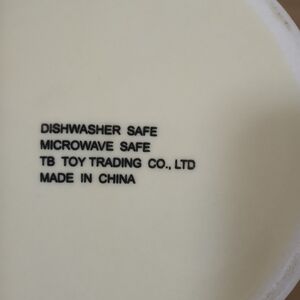 DISHWASHER SAFE
MICROWAVE SAFE
TB TOY TRADING CO., LTD
MADE IN CHINA